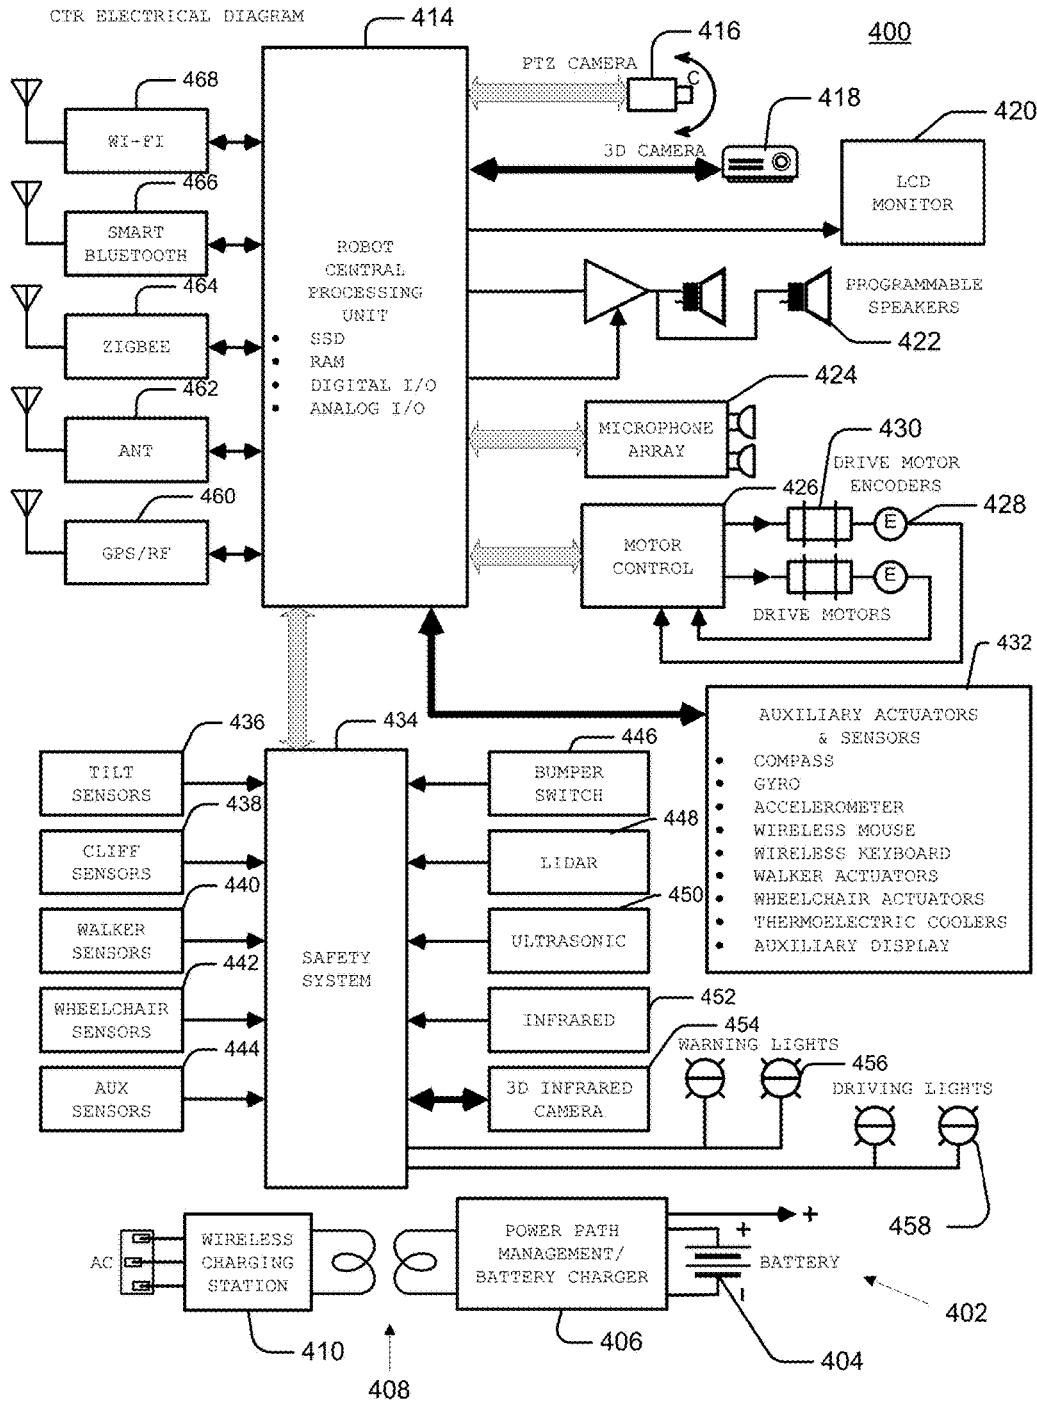 CTR ELECTRICAL DIAGRAM
400
414
416
PTZ CAMERA
C
418
3D CAMERA
420
LCD
MONITOR
468
WI-FI
466
SMART
BLUETOOTH
464
ZIGBEE
462
ANT
460
GPS/RF
ROBOT
CENTRAL
PROCESSING
UNIT
• SSD
• RAM
• DIGITAL I/O
• ANALOG I/O
PROGRAMMABLE
SPEAKERS
422
424
MICROPHONE
ARRAY
430
DRIVE MOTOR
ENCODERS
426
428
E
MOTOR
CONTROL
E
DRIVE MOTORS
432
AUXILIARY ACTUATORS
& SENSORS
• COMPASS
• GYRO
• ACCELEROMETER
• WIRELESS MOUSE
• WIRELESS KEYBOARD
• WALKER ACTUATORS
• WHEELCHAIR ACTUATORS
• THERMOELECTRIC COOLERS
• AUXILIARY DISPLAY
434
SAFETY
SYSTEM
436
TILT
SENSORS
438
CLIFF
SENSORS
440
WALKER
SENSORS
442
WHEELCHAIR
SENSORS
444
AUX
SENSORS
446
BUMPER
SWITCH
448
LIDAR
450
ULTRASONIC
452
INFRARED
454
3D INFRARED
CAMERA
WARNING LIGHTS
456
DRIVING LIGHTS
458
AC
WIRELESS
CHARGING
STATION
410
408
POWER PATH
MANAGEMENT/
BATTERY CHARGER
406
+
+
BATTERY
–
404
402